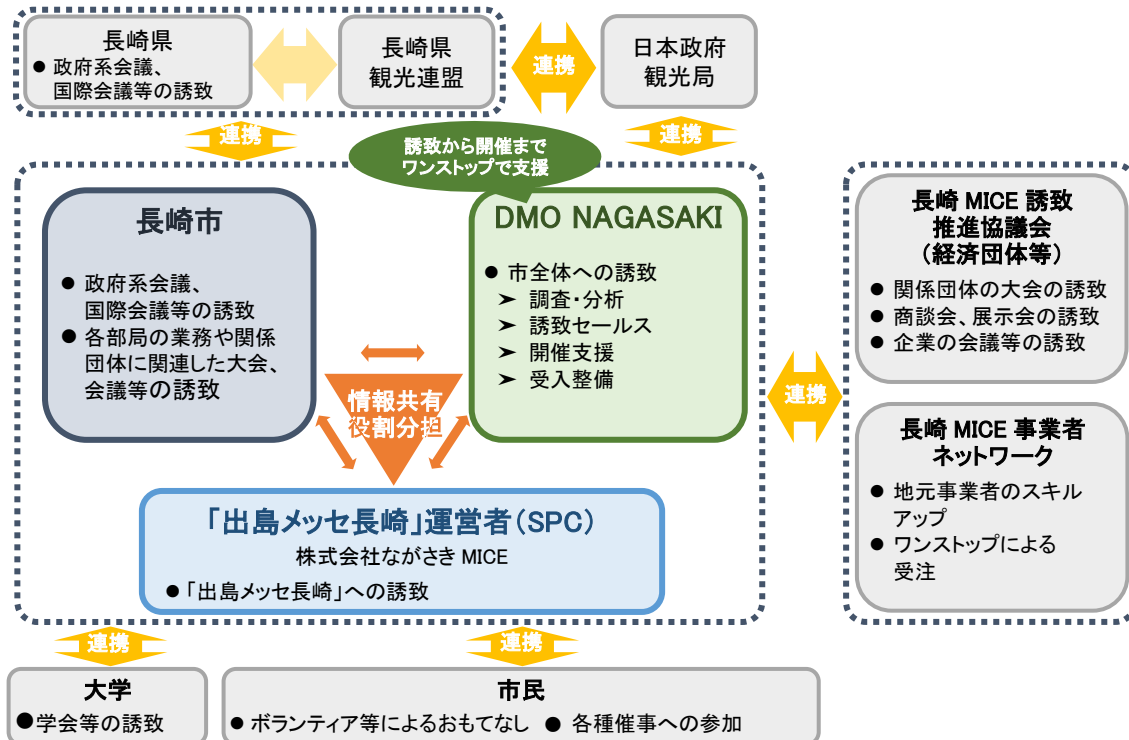 長崎県
● 政府系会議、
国際会議等の誘致
長崎県
観光連盟
連携
日本政府
観光局
連携
連携
誘致から開催まで
ワンストップで支援
長崎市
● 政府系会議、
国際会議等の誘致
● 各部局の業務や関係
団体に関連した大会、
会議等の誘致
DMO NAGASAKI
● 市全体への誘致
➤ 調査・分析
➤ 誘致セールス
➤ 開催支援
➤ 受入整備
情報共有
役割分担
「出島メッセ長崎」運営者(SPC)
株式会社ながさき MICE
● 「出島メッセ長崎」への誘致
連携
長崎 MICE 誘致
推進協議会
(経済団体等)
● 関係団体の大会の誘致
● 商談会、展示会の誘致
● 企業の会議等の誘致
長崎 MICE 事業者
ネットワーク
● 地元事業者のスキル
アップ
● ワンストップによる
受注
連携
連携
大学
●学会等の誘致
市民
● ボランティア等によるおもてなし ● 各種催事への参加